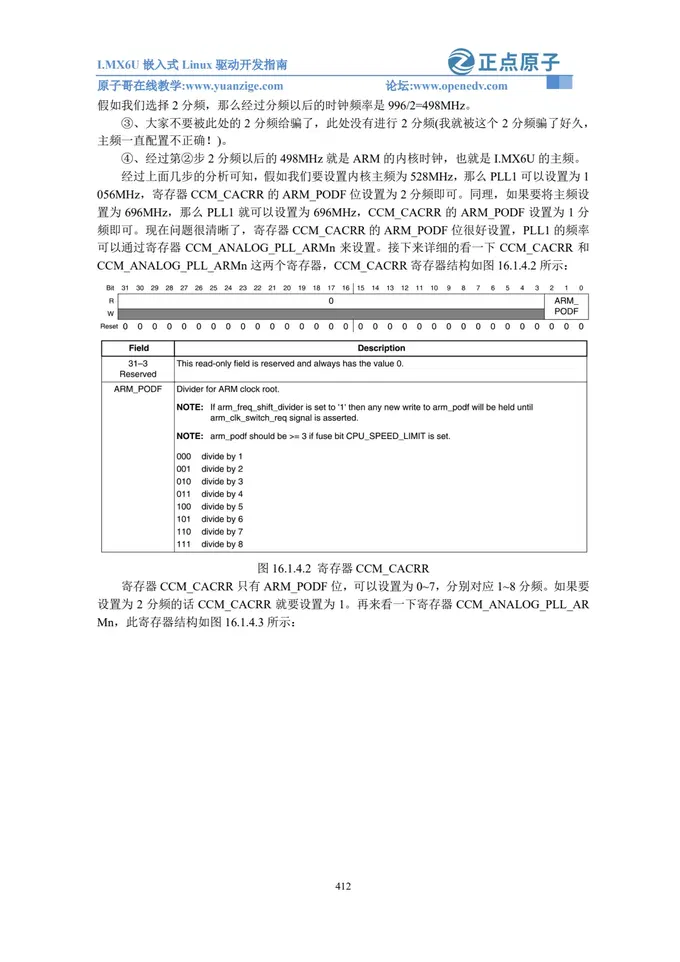 I.MX6U 嵌入式 Linux 驱动开发指南
正点原子
原子哥在线教学:www.yuanzige.com 论坛:www.openedv.com
假如我们选择 2 分频，那么经过分频以后的时钟频率是 996/2=498MHz。
③、大家不要被此处的 2 分频给骗了，此处没有进行 2 分频(我就被这个 2 分频骗了好久，
主频一直配置不正确！)。
④、经过第②步 2 分频以后的 498MHz 就是 ARM 的内核时钟，也就是 I.MX6U 的主频。
经过上面几步的分析可知，假如我们要设置内核主频为 528MHz，那么 PLL1 可以设置为 1
056MHz，寄存器 CCM_CACRR 的 ARM_PODF 位设置为 2 分频即可。同理，如果要将主频设
置为 696MHz，那么 PLL1 就可以设置为 696MHz，CCM_CACRR 的 ARM_PODF 设置为 1 分
频即可。现在问题很清晰了，寄存器 CCM_CACRR 的 ARM_PODF 位很好设置，PLL1 的频率
可以通过寄存器 CCM_ANALOG_PLL_ARMn 来设置。接下来详细的看一下 CCM_CACRR 和
CCM_ANALOG_PLL_ARMn 这两个寄存器，CCM_CACRR 寄存器结构如图 16.1.4.2 所示：
Bit 31 30 29 28 27 26 25 24 23 22 21 20 19 18 17 16 15 14 13 12 11 10 9 8 7 6 5 4 3 2 1 0
R 0 ARM_
W PODF
Reset 0 0 0 0 0 0 0 0 0 0 0 0 0 0 0 0 0 0 0 0 0 0 0 0 0 0 0 0 0 0 0 0
Field Description
31–3 This read-only field is reserved and always has the value 0.
Reserved
ARM_PODF Divider for ARM clock root.
NOTE: If arm_freq_shift_divider is set to '1' then any new write to arm_podf will be held until
arm_clk_switch_req signal is asserted.
NOTE: arm_podf should be >= 3 if fuse bit CPU_SPEED_LIMIT is set.
000 divide by 1
001 divide by 2
010 divide by 3
011 divide by 4
100 divide by 5
101 divide by 6
110 divide by 7
111 divide by 8
图 16.1.4.2 寄存器 CCM_CACRR
寄存器 CCM_CACRR 只有 ARM_PODF 位，可以设置为 0~7，分别对应 1~8 分频。如果要
设置为 2 分频的话 CCM_CACRR 就要设置为 1。再来看一下寄存器 CCM_ANALOG_PLL_AR
Mn，此寄存器结构如图 16.1.4.3 所示：
412